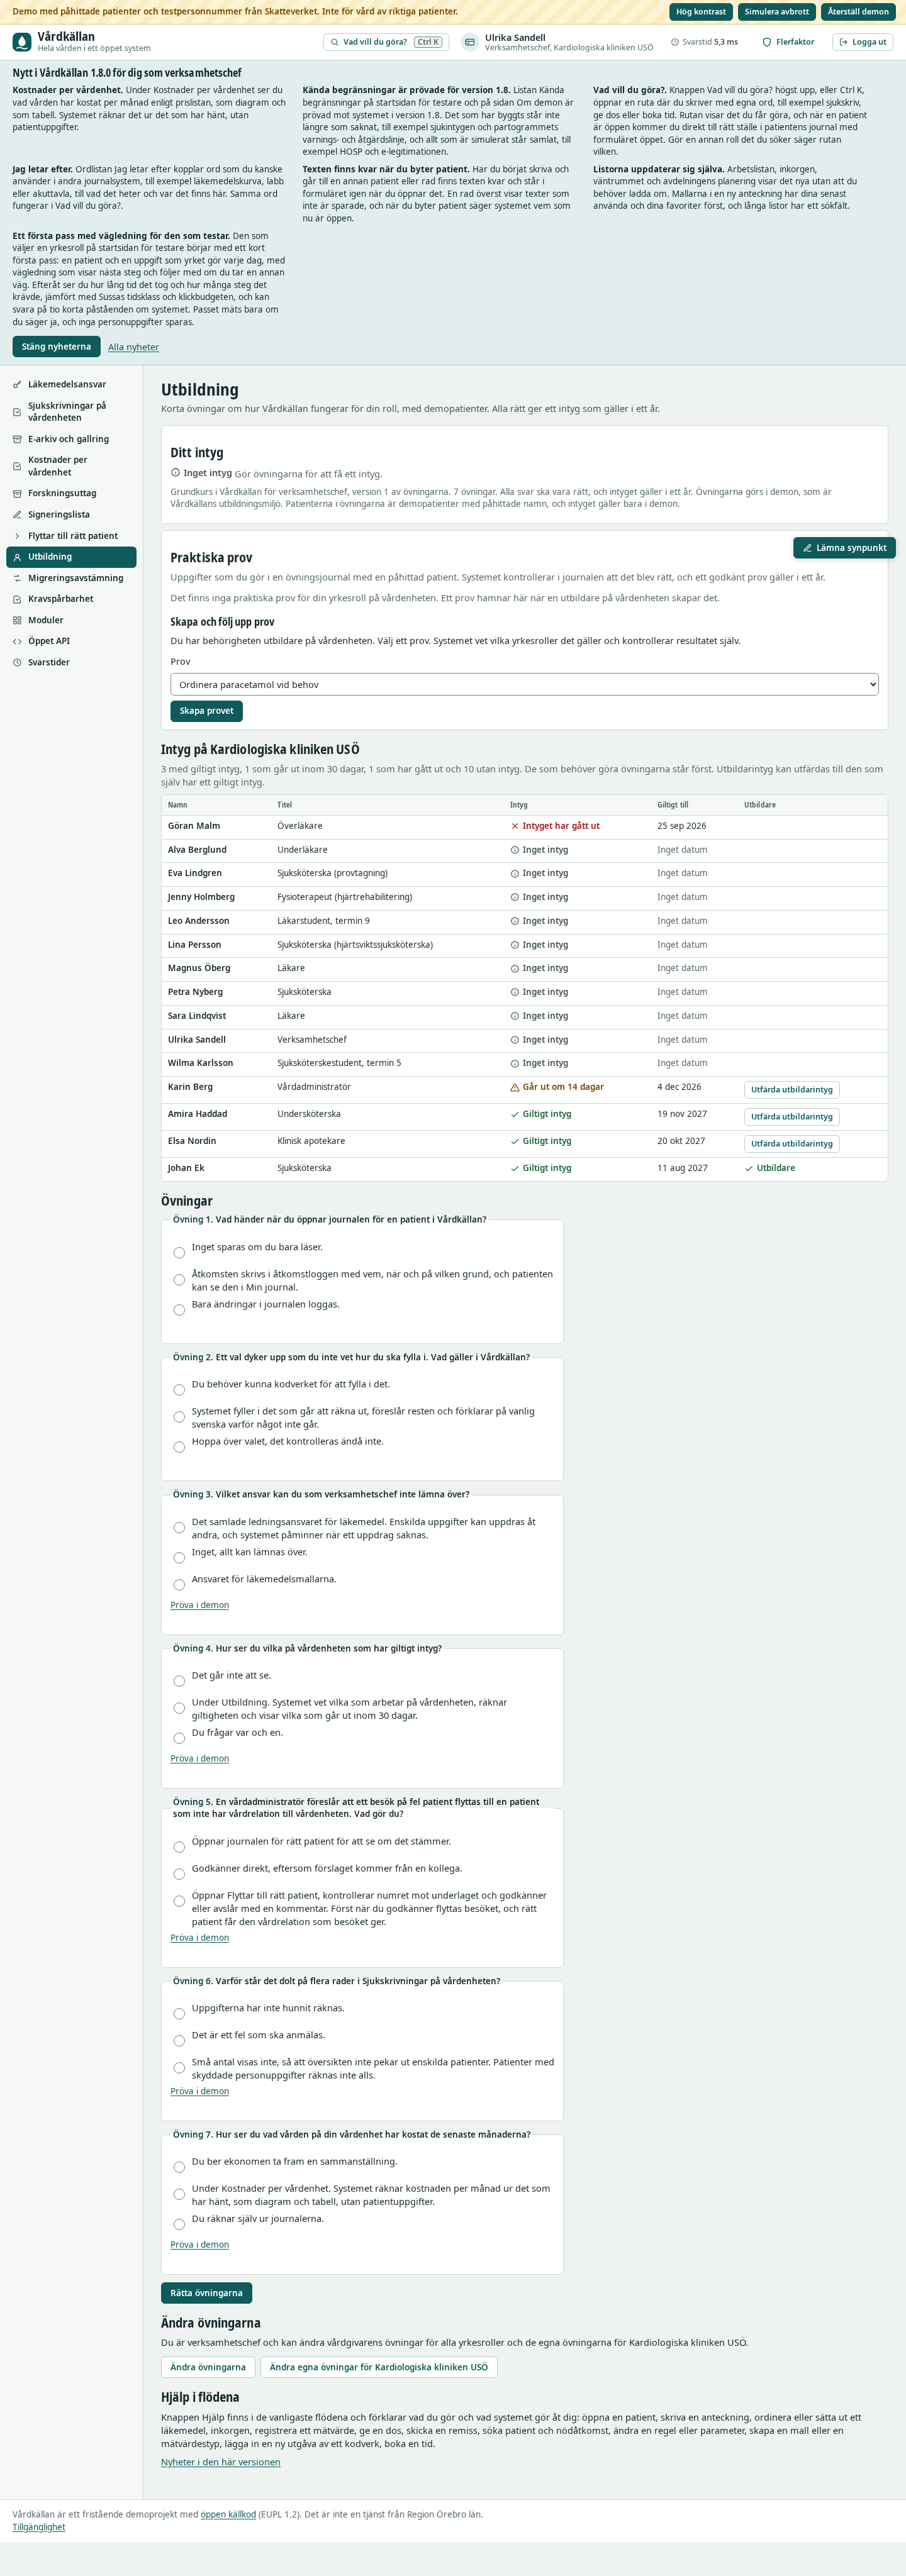 Demo med påhittade patienter och testpersonnummer från Skatteverket. Inte för vård av riktiga patienter.
Hög kontrast
Simulera avbrott
Återställ demon
Vårdkällan
Hela vården i ett öppet system
Vad vill du göra? Ctrl K
Ulrika Sandell
Verksamhetschef, Kardiologiska kliniken USÖ
Svarstid 5,3 ms
Flerfaktor
Logga ut
Nytt i Vårdkällan 1.8.0 för dig som verksamhetschef
Kostnader per vårdenhet. Under Kostnader per vårdenhet ser du
vad vården har kostat per månad enligt prislistan, som diagram och
som tabell. Systemet räknar det ur det som har hänt, utan
patientuppgifter.
Kända begränsningar är prövade för version 1.8. Listan Kända
begränsningar på startsidan för testare och på sidan Om demon är
prövad mot systemet i version 1.8. Det som har byggts står inte
längre som saknat, till exempel sjukintygen och partogrammets
varnings- och åtgärdslinje, och allt som är simulerat står samlat, till
exempel HOSP och e-legitimationen.
Vad vill du göra?. Knappen Vad vill du göra? högst upp, eller Ctrl K,
öppnar en ruta där du skriver med egna ord, till exempel sjukskriv,
ge dos eller boka tid. Rutan visar det du får göra, och när en patient
är öppen kommer du direkt till rätt ställe i patientens journal med
formuläret öppet. Gör en annan roll det du söker säger rutan
vilken.
Jag letar efter. Ordlistan Jag letar efter kopplar ord som du kanske
använder i andra journalsystem, till exempel läkemedelskurva, labb
eller akutliggare, till vad det heter och var det finns här. Samma ord
fungerar i Vad vill du göra?.
Texten finns kvar när du byter patient. Har du börjat skriva och
går till en annan patient eller rad finns texten kvar och står i
formuläret igen när du öppnar det. En rad överst visar texter som
inte är sparade, och när du byter patient säger systemet vem som
nu är öppen.
Listorna uppdaterar sig själva. Arbetslistan, inkorgen,
väntrummet och avdelningens planering visar det nya utan att du
behöver ladda om. Mallarna har en sökruta med dina senast
använda och dina favoriter först, och långa listor har ett sökfält.
Ett första pass med vägledning för den som testar. Den som
väljer en yrkesroll på startsidan för testare börjar med ett kort
första pass: en patient och en uppgift som yrket gör varje dag, med
vägledning som visar nästa steg och följer med om du tar en annan
väg. Efteråt ser du hur lång tid det tog och hur många steg det
krävde, jämfört med Sussas tidsklass och klickbudgeten, och kan
svara på tio korta påståenden om systemet. Passet mäts bara om
du säger ja, och inga personuppgifter sparas.
Stäng nyheterna
Alla nyheter
Läkemedelsansvar
Sjukskrivningar på
vårdenheten
E-arkiv och gallring
Kostnader per
vårdenhet
Forskningsuttag
Signeringslista
Flyttar till rätt patient
Utbildning
Migreringsavstämning
Kravspårbarhet
Moduler
Öppet API
Svarstider
Utbildning
Korta övningar om hur Vårdkällan fungerar för din roll, med demopatienter. Alla rätt ger ett intyg som gäller i ett år.
Ditt intyg
Inget intyg Gör övningarna för att få ett intyg.
Grundkurs i Vårdkällan för verksamhetschef, version 1 av övningarna. 7 övningar. Alla svar ska vara rätt, och intyget gäller i ett år. Övningarna görs i demon, som är
Vårdkällans utbildningsmiljö. Patienterna i övningarna är demopatienter med påhittade namn, och intyget gäller bara i demon.
Lämna synpunkt
Praktiska prov
Uppgifter som du gör i en övningsjournal med en påhittad patient. Systemet kontrollerar i journalen att det blev rätt, och ett godkänt prov gäller i ett år.
Det finns inga praktiska prov för din yrkesroll på vårdenheten. Ett prov hamnar här när en utbildare på vårdenheten skapar det.
Skapa och följ upp prov
Du har behörigheten utbildare på vårdenheten. Välj ett prov. Systemet vet vilka yrkesroller det gäller och kontrollerar resultatet själv.
Prov
Ordinera paracetamol vid behov
Skapa provet
Intyg på Kardiologiska kliniken USÖ
3 med giltigt intyg, 1 som går ut inom 30 dagar, 1 som har gått ut och 10 utan intyg. De som behöver göra övningarna står först. Utbildarintyg kan utfärdas till den som
själv har ett giltigt intyg.
Namn Titel Intyg Giltigt till Utbildare
Göran Malm Överläkare Intyget har gått ut 25 sep 2026
Alva Berglund Underläkare Inget intyg Inget datum
Eva Lindgren Sjuksköterska (provtagning) Inget intyg Inget datum
Jenny Holmberg Fysioterapeut (hjärtrehabilitering) Inget intyg Inget datum
Leo Andersson Läkarstudent, termin 9 Inget intyg Inget datum
Lina Persson Sjuksköterska (hjärtsviktssjuksköterska) Inget intyg Inget datum
Magnus Öberg Läkare Inget intyg Inget datum
Petra Nyberg Sjuksköterska Inget intyg Inget datum
Sara Lindqvist Läkare Inget intyg Inget datum
Ulrika Sandell Verksamhetschef Inget intyg Inget datum
Wilma Karlsson Sjuksköterskestudent, termin 5 Inget intyg Inget datum
Karin Berg Vårdadministratör Går ut om 14 dagar 4 dec 2026 Utfärda utbildarintyg
Amira Haddad Undersköterska Giltigt intyg 19 nov 2027 Utfärda utbildarintyg
Elsa Nordin Klinisk apotekare Giltigt intyg 20 okt 2027 Utfärda utbildarintyg
Johan Ek Sjuksköterska Giltigt intyg 11 aug 2027 Utbildare
Övningar
Övning 1. Vad händer när du öppnar journalen för en patient i Vårdkällan?
Inget sparas om du bara läser.
Åtkomsten skrivs i åtkomstloggen med vem, när och på vilken grund, och patienten
kan se den i Min journal.
Bara ändringar i journalen loggas.
Övning 2. Ett val dyker upp som du inte vet hur du ska fylla i. Vad gäller i Vårdkällan?
Du behöver kunna kodverket för att fylla i det.
Systemet fyller i det som går att räkna ut, föreslår resten och förklarar på vanlig
svenska varför något inte går.
Hoppa över valet, det kontrolleras ändå inte.
Övning 3. Vilket ansvar kan du som verksamhetschef inte lämna över?
Det samlade ledningsansvaret för läkemedel. Enskilda uppgifter kan uppdras åt
andra, och systemet påminner när ett uppdrag saknas.
Inget, allt kan lämnas över.
Ansvaret för läkemedelsmallarna.
Pröva i demon
Övning 4. Hur ser du vilka på vårdenheten som har giltigt intyg?
Det går inte att se.
Under Utbildning. Systemet vet vilka som arbetar på vårdenheten, räknar
giltigheten och visar vilka som går ut inom 30 dagar.
Du frågar var och en.
Pröva i demon
Övning 5. En vårdadministratör föreslår att ett besök på fel patient flyttas till en patient
som inte har vårdrelation till vårdenheten. Vad gör du?
Öppnar journalen för rätt patient för att se om det stämmer.
Godkänner direkt, eftersom förslaget kommer från en kollega.
Öppnar Flyttar till rätt patient, kontrollerar numret mot underlaget och godkänner
eller avslår med en kommentar. Först när du godkänner flyttas besöket, och rätt
patient får den vårdrelation som besöket ger.
Pröva i demon
Övning 6. Varför står det dolt på flera rader i Sjukskrivningar på vårdenheten?
Uppgifterna har inte hunnit räknas.
Det är ett fel som ska anmälas.
Små antal visas inte, så att översikten inte pekar ut enskilda patienter. Patienter med
skyddade personuppgifter räknas inte alls.
Pröva i demon
Övning 7. Hur ser du vad vården på din vårdenhet har kostat de senaste månaderna?
Du ber ekonomen ta fram en sammanställning.
Under Kostnader per vårdenhet. Systemet räknar kostnaden per månad ur det som
har hänt, som diagram och tabell, utan patientuppgifter.
Du räknar själv ur journalerna.
Pröva i demon
Rätta övningarna
Ändra övningarna
Du är verksamhetschef och kan ändra vårdgivarens övningar för alla yrkesroller och de egna övningarna för Kardiologiska kliniken USÖ.
Ändra övningarna
Ändra egna övningar för Kardiologiska kliniken USÖ
Hjälp i flödena
Knappen Hjälp finns i de vanligaste flödena och förklarar vad du gör och vad systemet gör åt dig: öppna en patient, skriva en anteckning, ordinera eller sätta ut ett
läkemedel, inkorgen, registrera ett mätvärde, ge en dos, skicka en remiss, söka patient och nödåtkomst, ändra en regel eller parameter, skapa en mall eller en
mätvärdestyp, lägga in en ny utgåva av ett kodverk, boka en tid.
Nyheter i den här versionen
Vårdkällan är ett fristående demoprojekt med öppen källkod (EUPL 1.2). Det är inte en tjänst från Region Örebro län.
Tillgänglighet